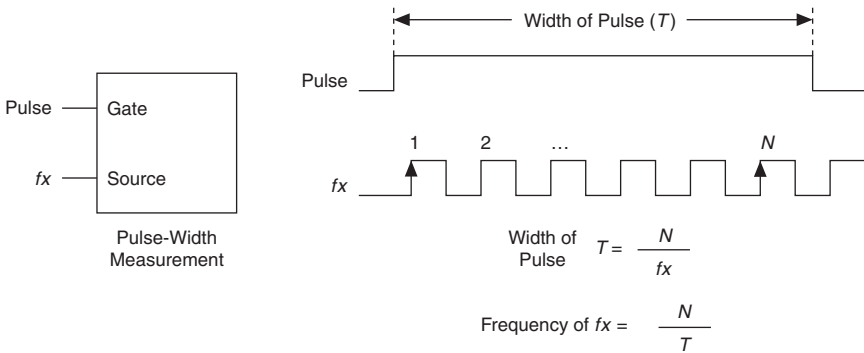 Width of Pulse (T)
Pulse
Gate
fx
Source
Pulse-Width
Measurement
Pulse
1 2 … N
fx
Width of
Pulse
T = N
fx
Frequency of fx = N
T